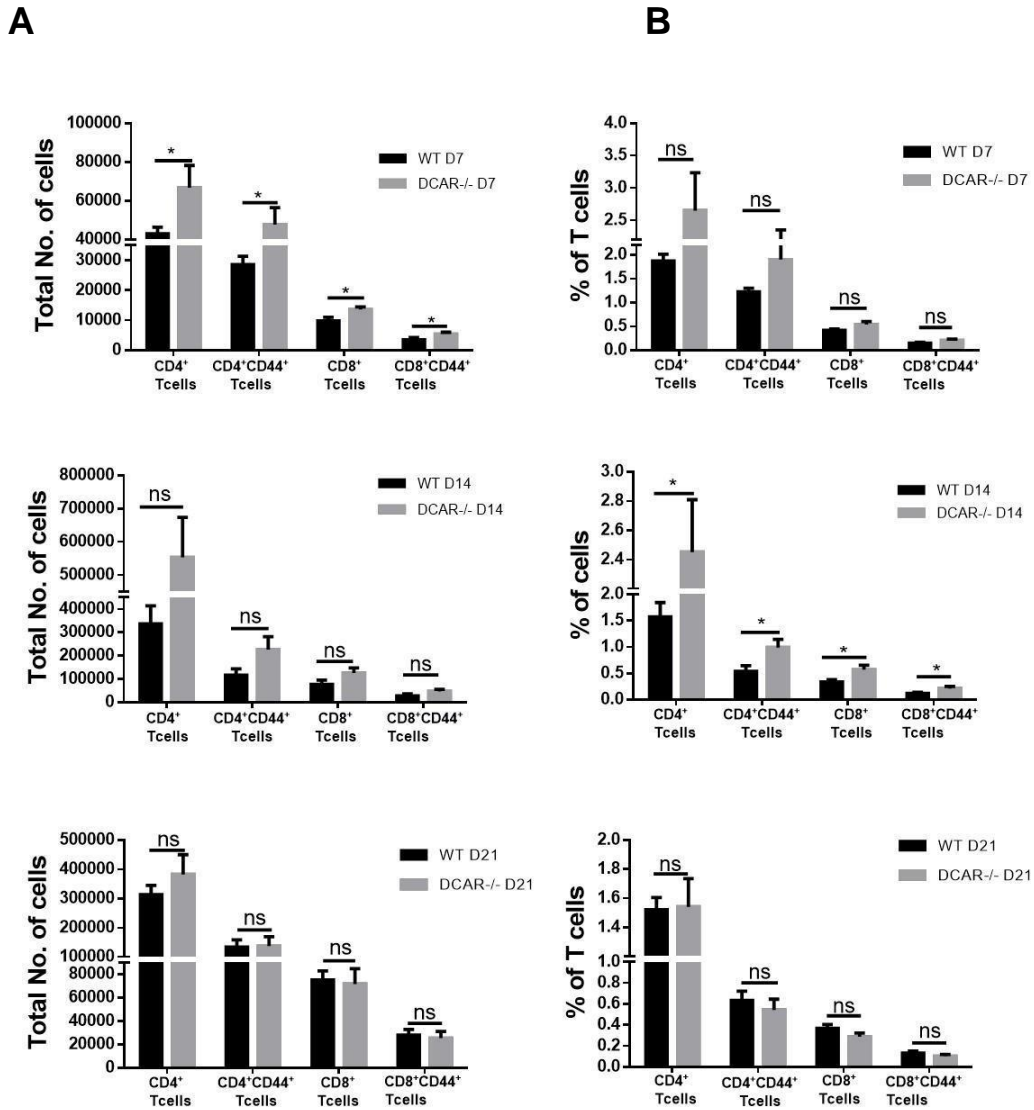 A
B
Total No. of cells
100000
80000
60000
40000
30000
20000
10000
0
*
*
*
*
WT D7
DCAR-/- D7
CD4+ Tcells
CD4+CD44+ Tcells
CD8+ Tcells
CD8+CD44+ Tcells
% of T cells
4.0
3.5
3.0
2.5
2.0
1.5
1.0
0.5
0.0
ns
ns
ns
ns
WT D7
DCAR-/- D7
CD4+ Tcells
CD4+CD44+ Tcells
CD8+ Tcells
CD8+CD44+ Tcells
Total No. of cells
800000
700000
600000
500000
400000
300000
200000
100000
0
ns
ns
ns
ns
WT D14
DCAR-/- D14
CD4+ Tcells
CD4+CD44+ Tcells
CD8+ Tcells
CD8+CD44+ Tcells
% of cells
3.0
2.8
2.6
2.4
2.2
2.0
1.5
1.0
0.5
0.0
*
*
*
*
WT D14
DCAR-/- D14
CD4+ Tcells
CD4+CD44+ Tcells
CD8+ Tcells
CD8+CD44+ Tcells
Total No. of cells
500000
400000
300000
200000
100000
80000
60000
40000
20000
0
ns
ns
ns
ns
WT D21
DCAR-/- D21
CD4+ Tcells
CD4+CD44+ Tcells
CD8+ Tcells
CD8+CD44+ Tcells
% of T cells
2.0
1.8
1.6
1.4
1.2
1.0
0.8
0.6
0.4
0.2
0.0
ns
ns
ns
ns
WT D21
DCAR-/- D21
CD4+ Tcells
CD4+CD44+ Tcells
CD8+ Tcells
CD8+CD44+ Tcells